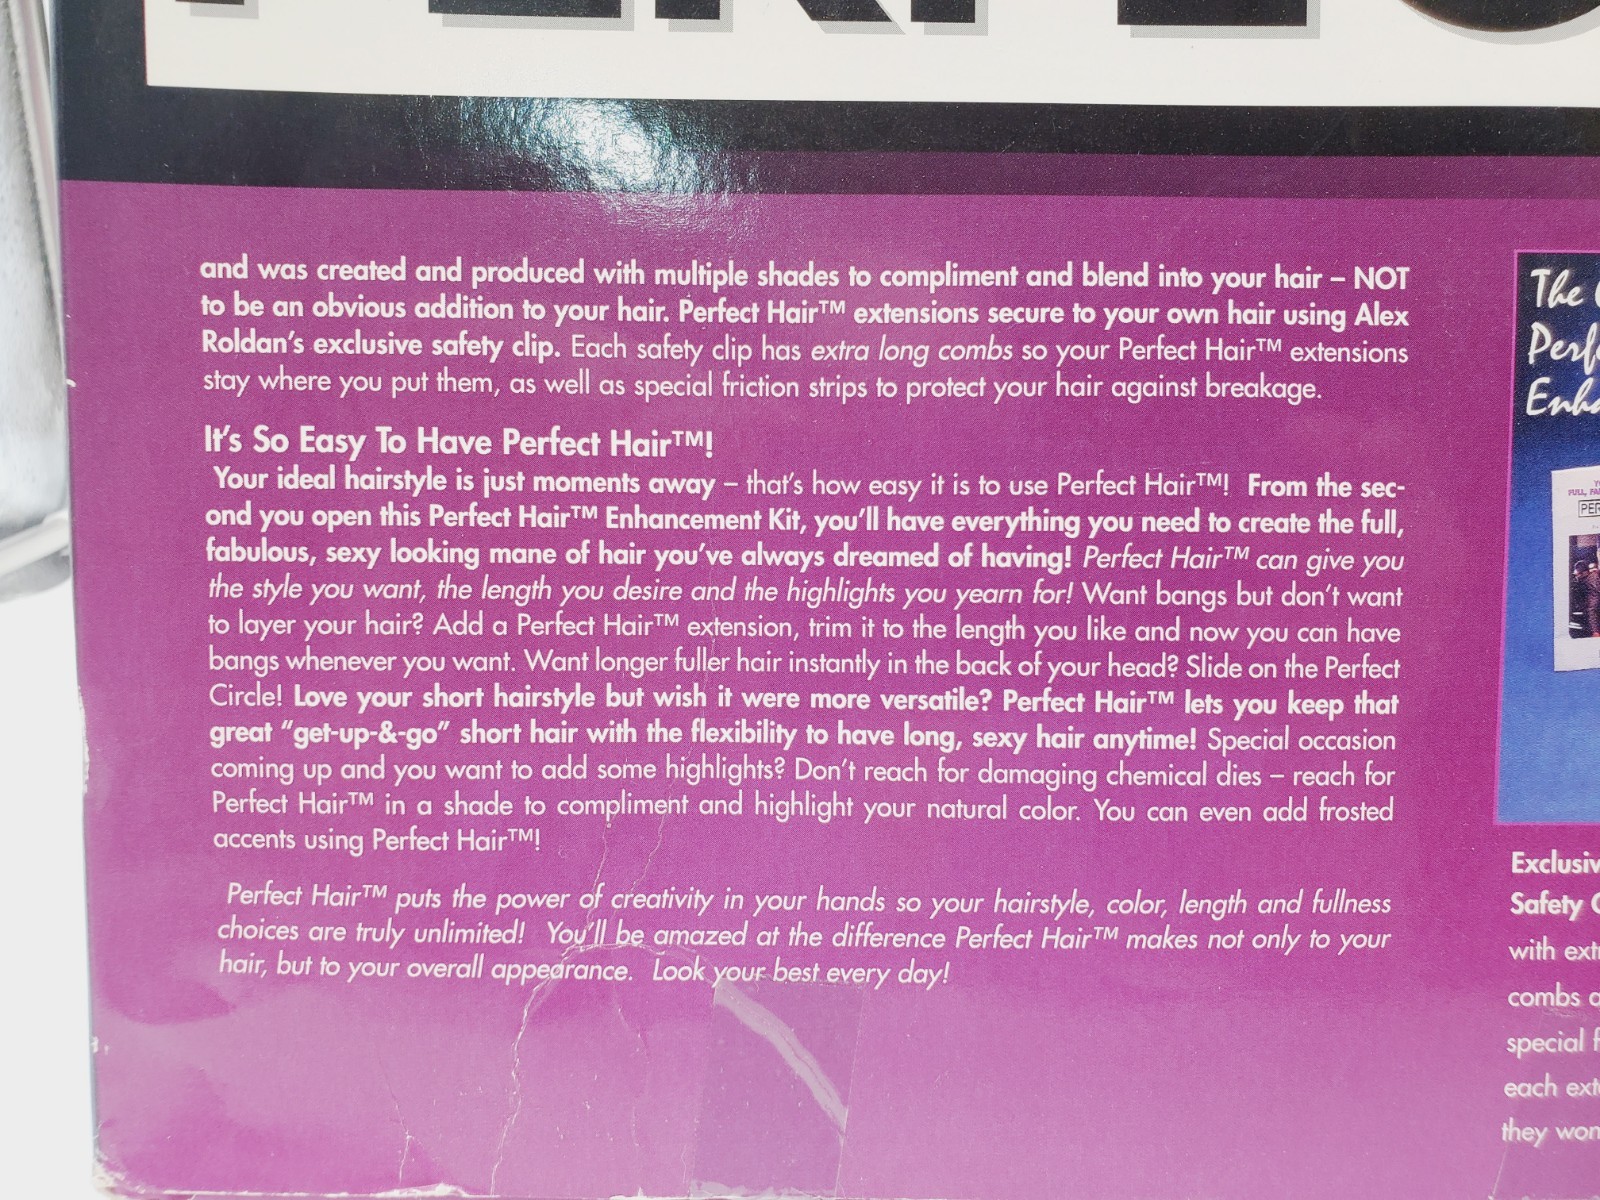 and was created and produced with multiple shades to compliment and blend into your hair – NOT
to be an obvious addition to your hair. Perfect Hair™ extensions secure to your own hair using Alex
Roldan's exclusive safety clip. Each safety clip has extra long combs so your Perfect Hair™ extensions
stay where you put them, as well as special friction strips to protect your hair against breakage.
It's So Easy To Have Perfect Hair™!
Your ideal hairstyle is just moments away – that's how easy it is to use Perfect Hair™! From the sec-
ond you open this Perfect Hair™ Enhancement Kit, you'll have everything you need to create the full,
fabulous, sexy looking mane of hair you've always dreamed of having! Perfect Hair™ can give you
the style you want, the length you desire and the highlights you yearn for! Want bangs but don't want
to layer your hair? Add a Perfect Hair™ extension, trim it to the length you like and now you can have
bangs whenever you want. Want longer fuller hair instantly in the back of your head? Slide on the Perfect
Circle! Love your short hairstyle but wish it were more versatile? Perfect Hair™ lets you keep that
great "get-up-&-go" short hair with the flexibility to have long, sexy hair anytime! Special occasion
coming up and you want to add some highlights? Don't reach for damaging chemical dies – reach for
Perfect Hair™ in a shade to compliment and highlight your natural color. You can even add frosted
accents using Perfect Hair™!
Perfect Hair™ puts the power of creativity in your hands so your hairstyle, color, length and fullness
choices are truly unlimited! You'll be amazed at the difference Perfect Hair™ makes not only to your
hair, but to your overall appearance. Look your best every day!
The
Safety
with
combs
special
each
they